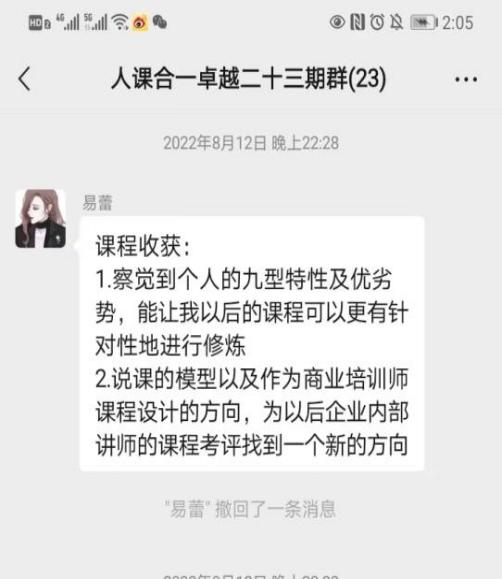 HD 4G 5G 2:05
人课合一卓越二十三期群(23)
2022年8月12日 晚上22:28
易蕾
课程收获：
1.察觉到个人的九型特性及优劣
势，能让我以后的课程可以更有针
对性地进行修炼
2.说课的模型以及作为商业培训师
课程设计的方向，为以后企业内部
讲师的课程考评找到一个新的方向
"易蕾" 撤回了一条消息